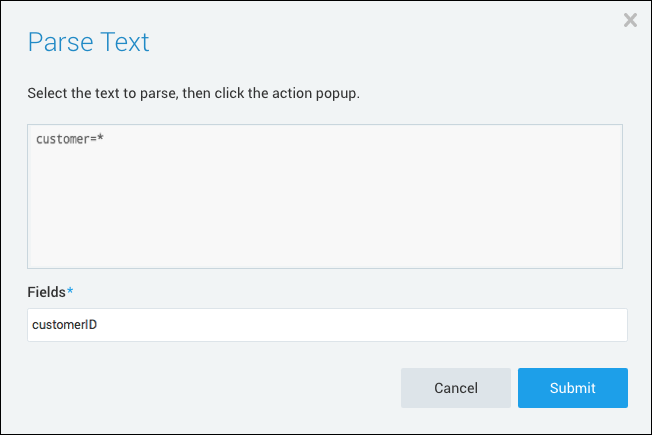 Parse Text
Select the text to parse, then click the action popup.
customer=*
Fields*
customerID
Cancel Submit